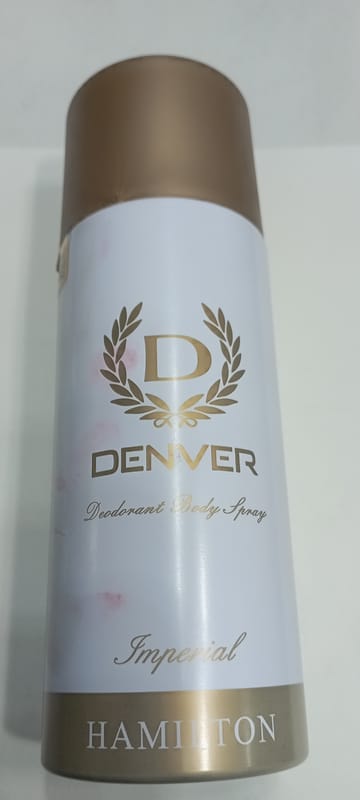 D
DENVER
Deodorant Body Spray
Imperial
HAMILTON